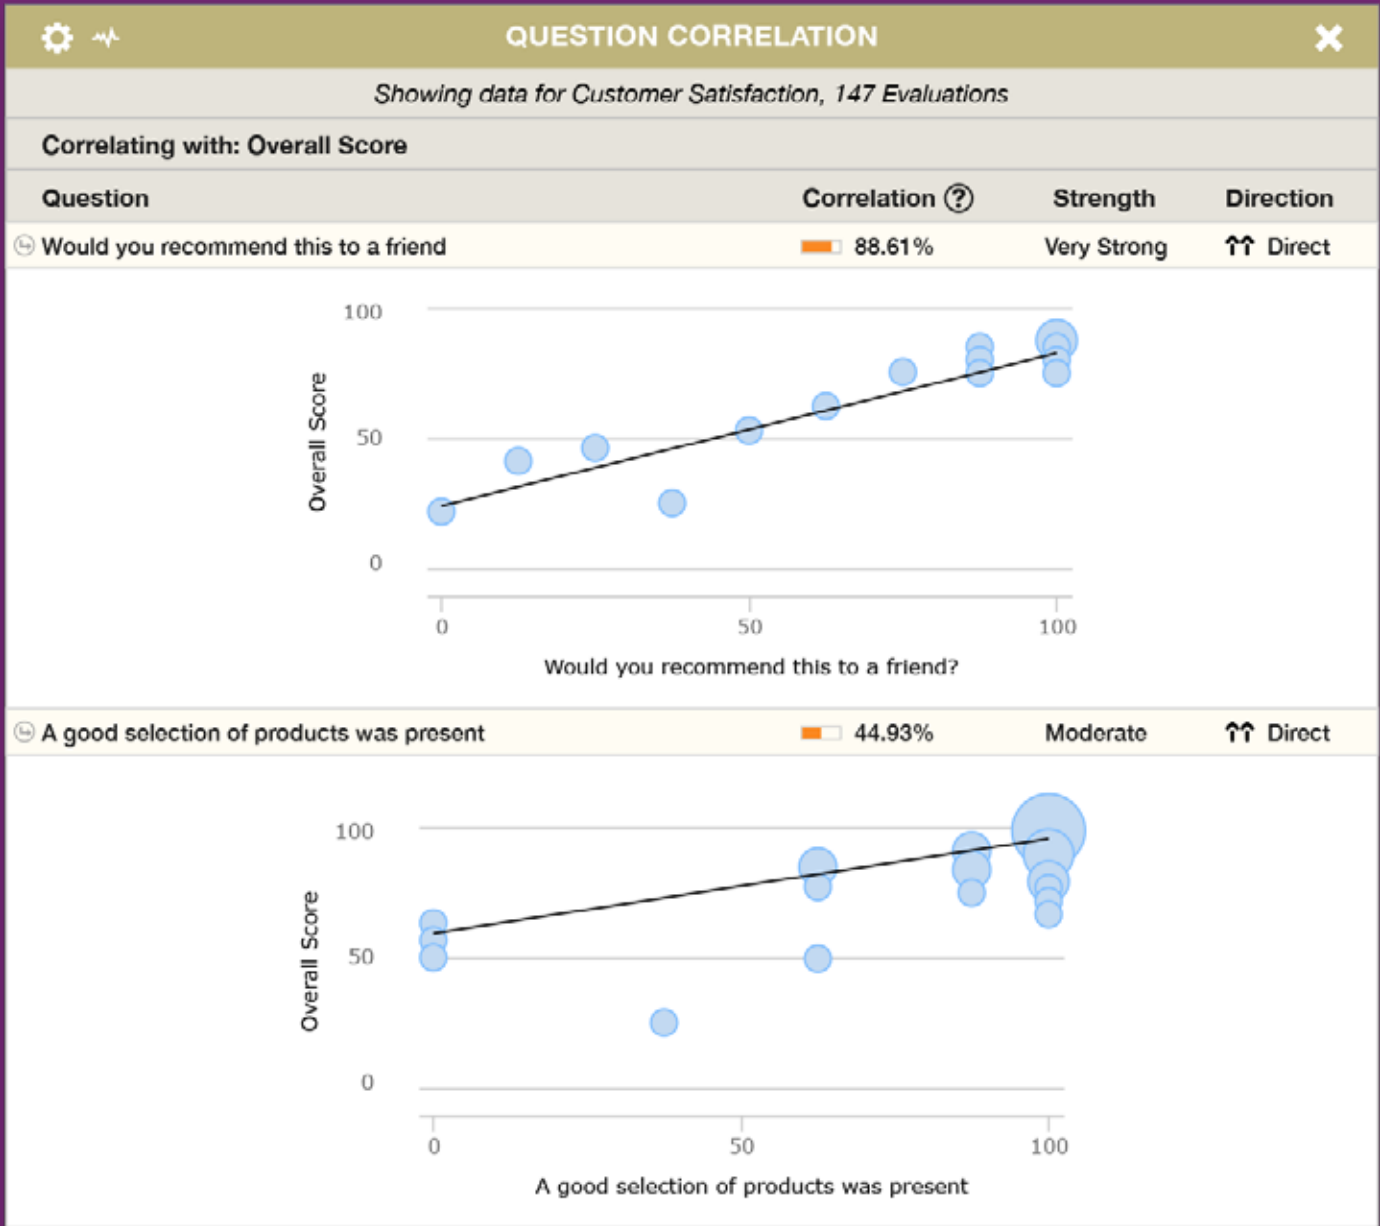 QUESTION CORRELATION
Showing data for Customer Satisfaction, 147 Evaluations
Correlating with: Overall Score
Question Correlation ? Strength Direction
Would you recommend this to a friend 88.61% Very Strong Direct
100
50
0
Overall Score
0 50 100
Would you recommend this to a friend?
A good selection of products was present 44.93% Moderate Direct
100
50
0
Overall Score
0 50 100
A good selection of products was present